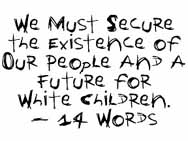 We Must Secure
the Existence of
Our People and a
Future for
White Children.
- 14 Words